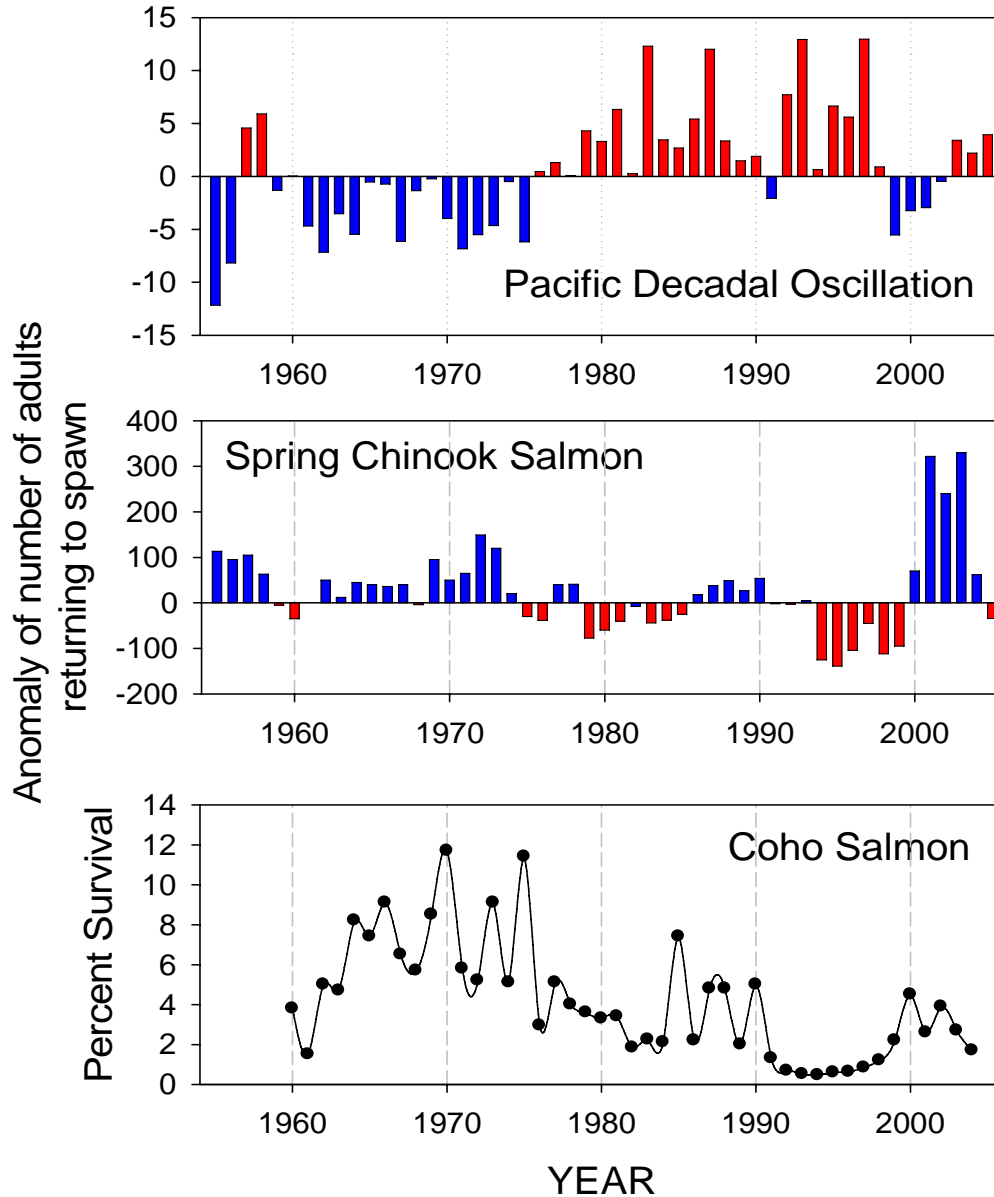 Anomaly of number of adults
returning to spawn
15
10
5
0
-5
-10
-15
Pacific Decadal Oscillation
1960 1970 1980 1990 2000
400
300
200
100
0
-100
-200
Spring Chinook Salmon
1960 1970 1980 1990 2000
Percent Survival
14
12
10
8
6
4
2
0
Coho Salmon
1960 1970 1980 1990 2000
YEAR